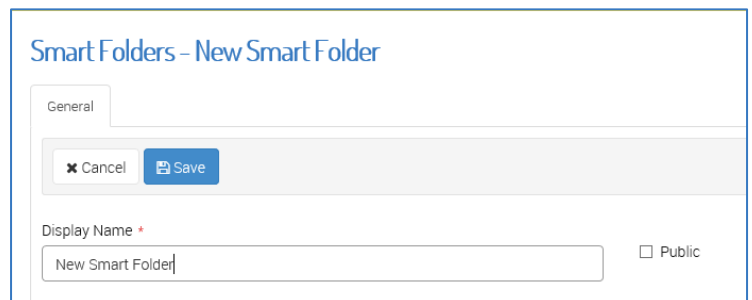 Smart Folders - New Smart Folder
General
Cancel Save
Display Name *
New Smart Folder
Public